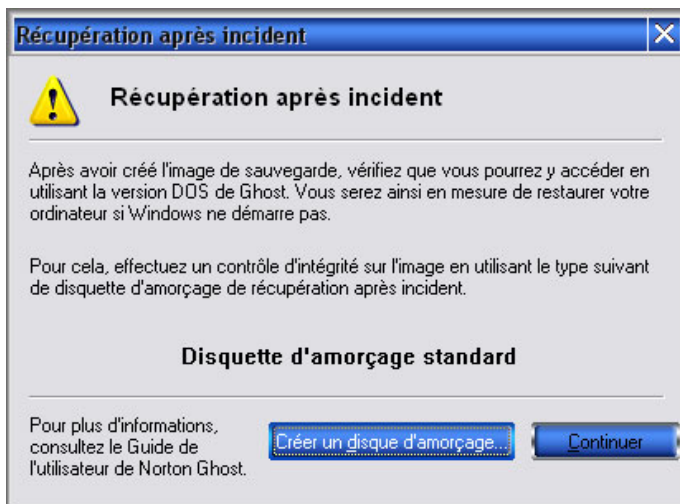 Récupération après incident
Récupération après incident
Après avoir créé l'image de sauvegarde, vérifiez que vous pourrez y accéder en
utilisant la version DOS de Ghost. Vous serez ainsi en mesure de restaurer votre
ordinateur si Windows ne démarre pas.
Pour cela, effectuez un contrôle d'intégrité sur l'image en utilisant le type suivant
de disquette d'amorçage de récupération après incident.
Disquette d'amorçage standard
Pour plus d'informations,
consultez le Guide de
l'utilisateur de Norton Ghost.
Créer un disque d'amorçage...
Continuer